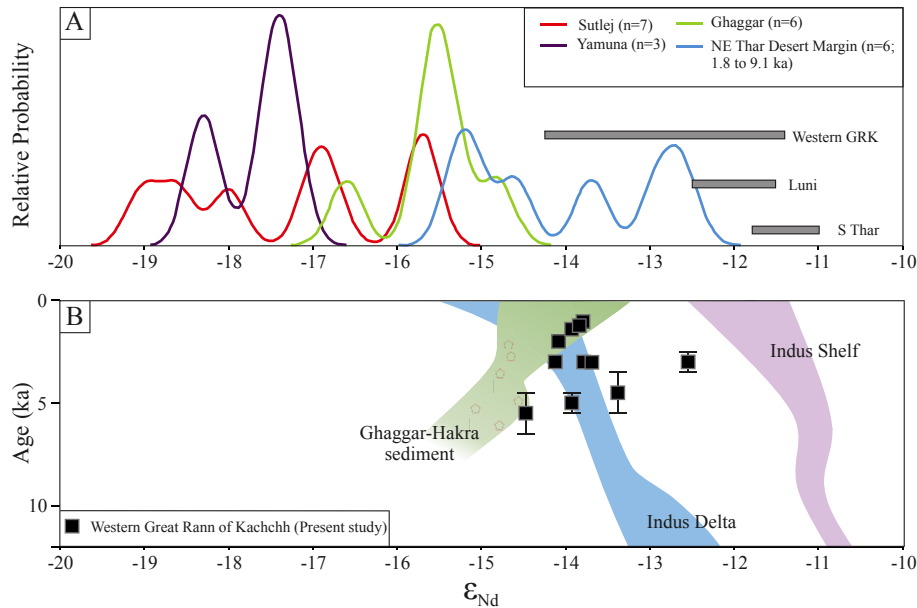 A
Sutlej (n=7)
Yamuna (n=3)
Ghaggar (n=6)
NE Thar Desert Margin (n=6;
1.8 to 9.1 ka)
Relative Probability
Western GRK
Luni
S Thar
-20 -19 -18 -17 -16 -15 -14 -13 -12 -11 -10
B
0
5
10
Age (ka)
Indus Shelf
Ghaggar-Hakra
sediment
Indus Delta
Western Great Rann of Kachchh (Present study)
-20 -19 -18 -17 -16 -15 -14 -13 -12 -11 -10
εNd